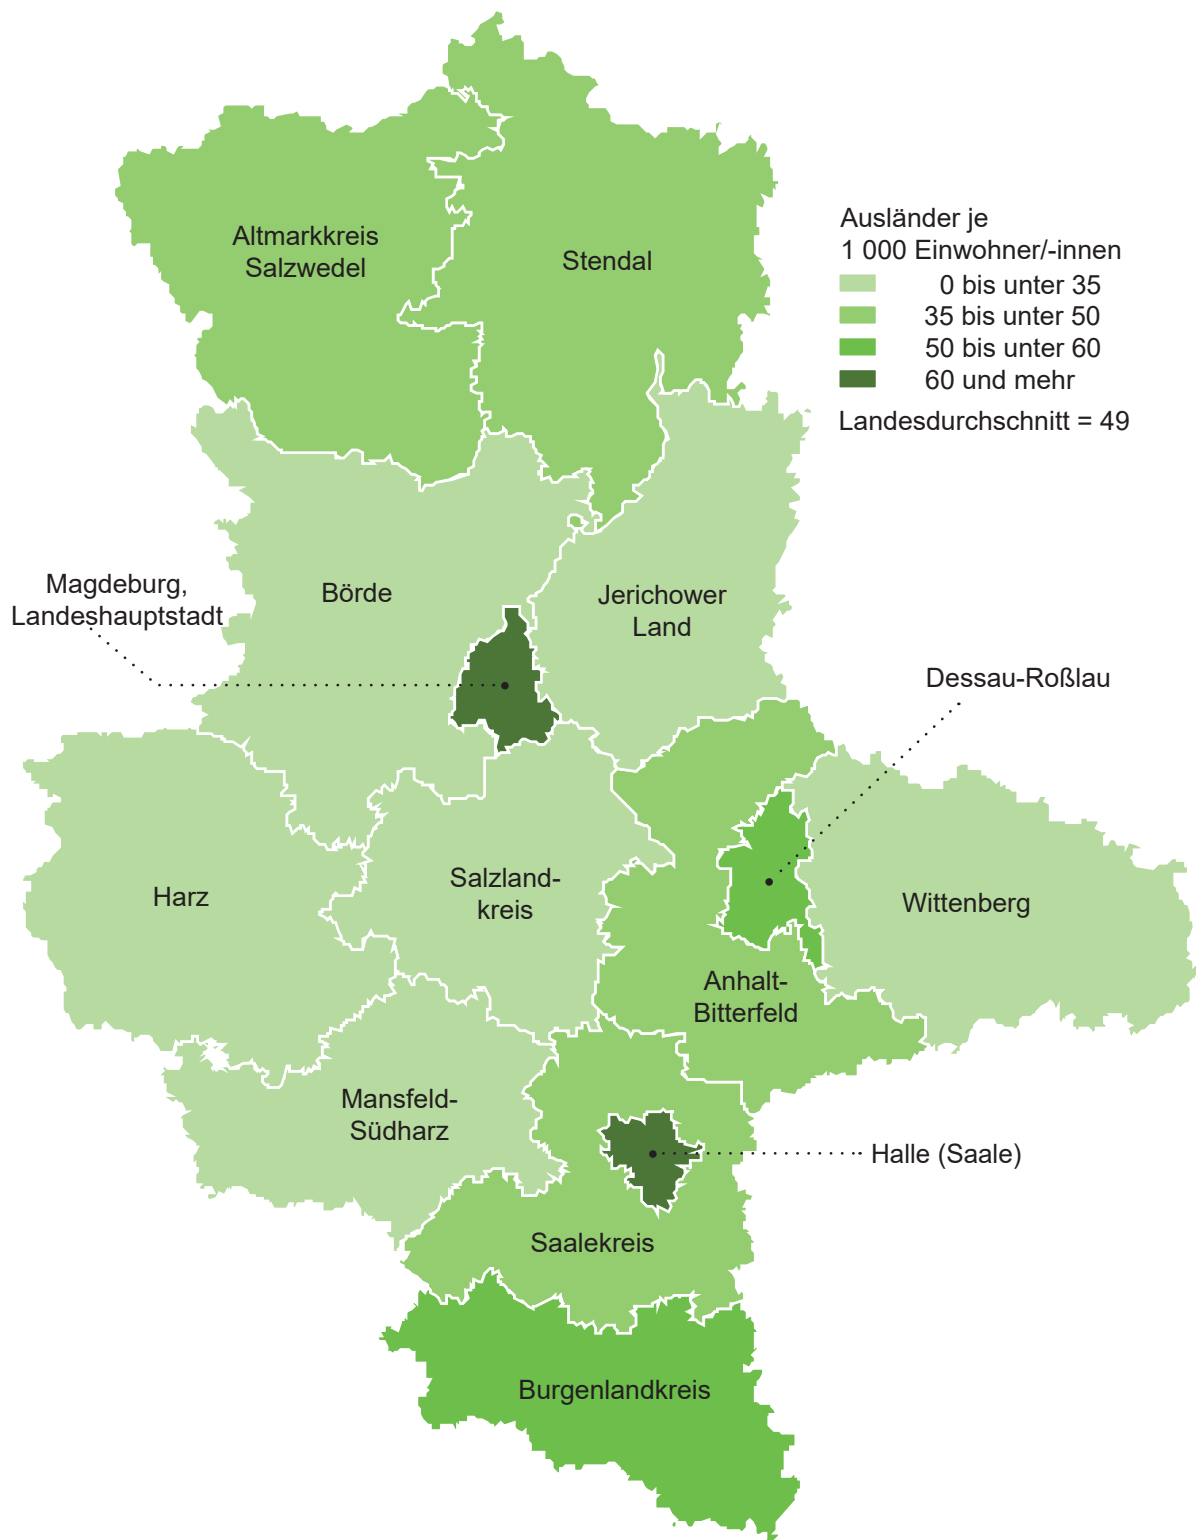 Altmarkkreis
Salzwedel
Stendal
Ausländer je
1 000 Einwohner/-innen
0 bis unter 35
35 bis unter 50
50 bis unter 60
60 und mehr
Landesdurchschnitt = 49
Magdeburg,
Landeshauptstadt
Börde
Jerichower
Land
Dessau-Roßlau
Harz
Salzland-
kreis
Wittenberg
Anhalt-
Bitterfeld
Mansfeld-
Südharz
Halle (Saale)
Saalekreis
Burgenlandkreis